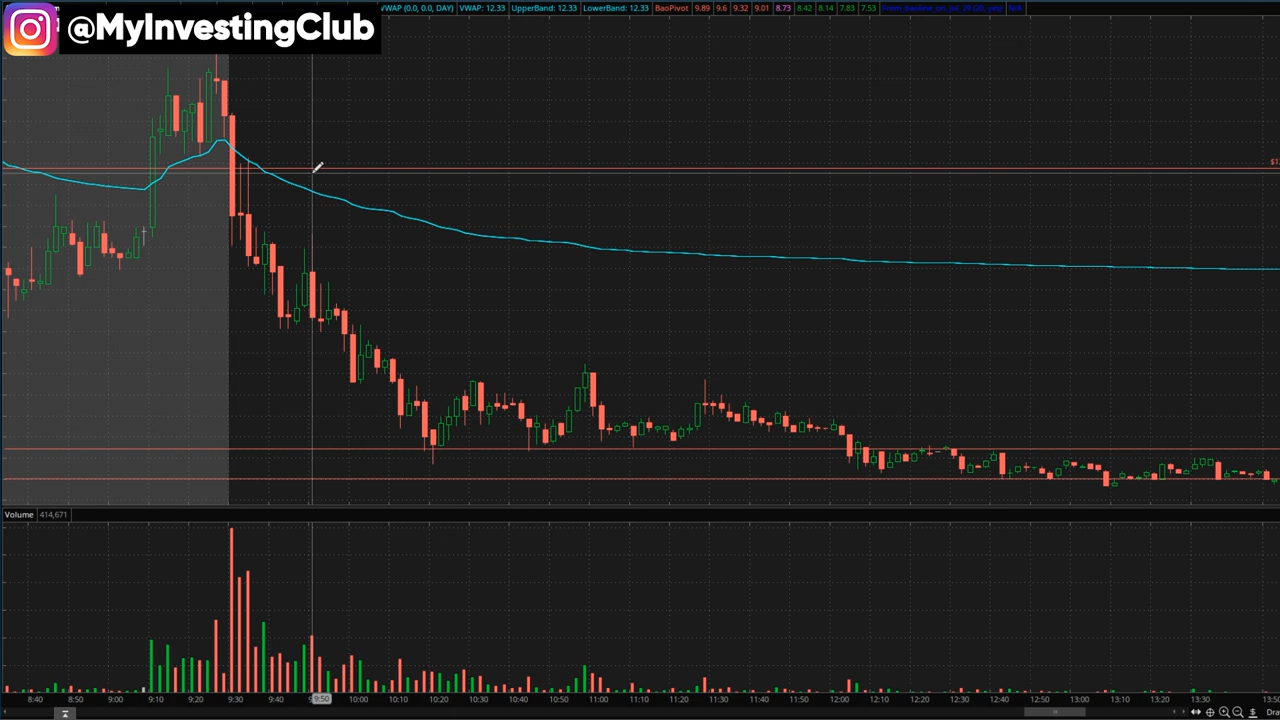 @MyInvestingClub
VWAP (0.0, 0.0, DAY) VWAP: 12.33 UpperBand: 12.33 LowerBand: 12.33 BaoPivot 9.89 9.6 9.32 9.01 8.73 8.42 8.14 7.83 7.53 N/A
Volume 414,671
8:40 8:50 9:00 9:10 9:20 9:30 9:40 9:50 10:00 10:10 10:20 10:30 10:40 10:50 11:00 11:10 11:20 11:30 11:40 11:50 12:00 12:10 12:20 12:30 12:40 12:50 13:00 13:10 13:20 13:30 13:50